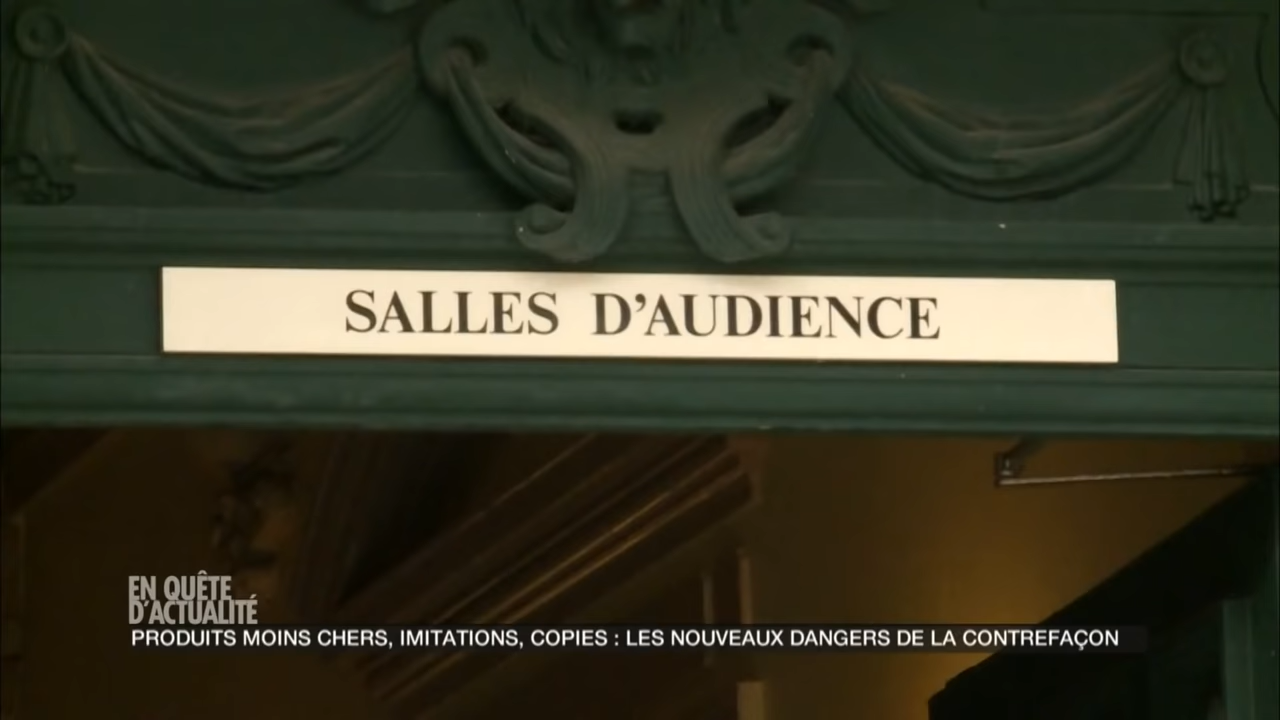 SALLES D'AUDIENCE
EN QUÊTE
D'ACTUALITÉ
PRODUITS MOINS CHERS, IMITATIONS, COPIES : LES NOUVEAUX DANGERS DE LA CONTREFAÇON